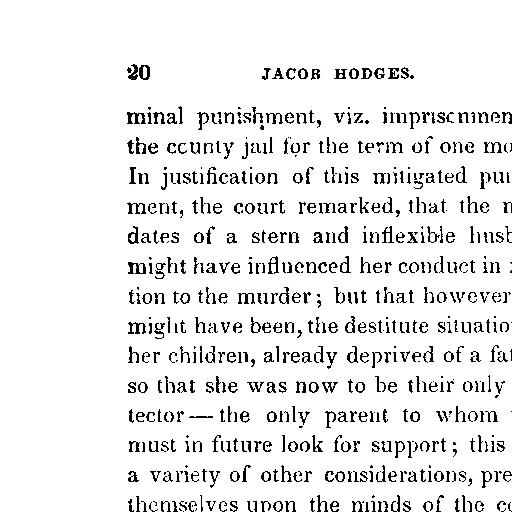 20 JACOB HODGES.
minal punishment, viz. imprisonmen
the county jail for the term of one mo
In justification of this mitigated pu
ment, the court remarked, that the
dates of a stern and inflexible husb
might have influenced her conduct in
tion to the murder; but that however
might have been, the destitute situatio
her children, already deprived of a fat
so that she was now to be their only
tector — the only parent to whom
must in future look for support; this
a variety of other considerations, pre
themselves upon the minds of the co